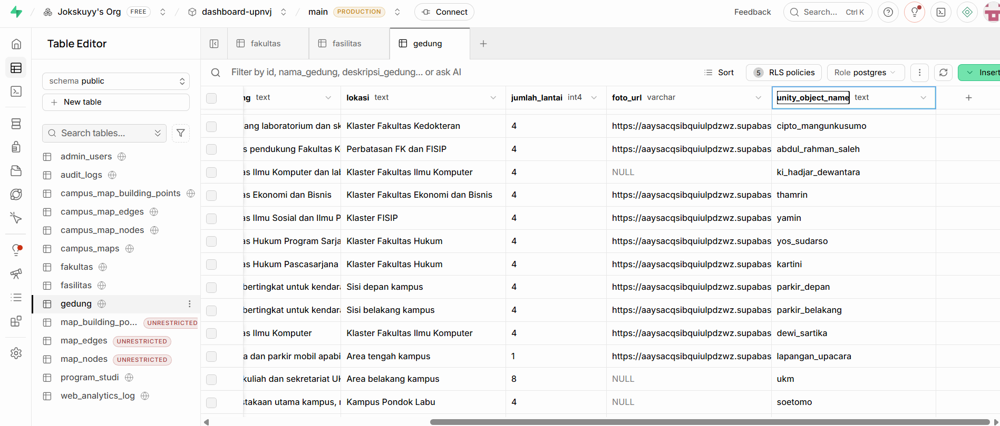 Jokskuyy's Org FREE
dashboard-upnvj
main PRODUCTION
Connect
Feedback
Search... Ctrl K
Table Editor
fakultas
fasilitas
gedung
schema public
New table
Search tables...
admin_users
audit_logs
campus_map_building_points
campus_map_edges
campus_map_nodes
campus_maps
fakultas
fasilitas
gedung
map_building_po... UNRESTRICTED
map_edges UNRESTRICTED
map_nodes UNRESTRICTED
program_studi
web_analytics_log
Filter by id, nama_gedung, deskripsi_gedung... or ask AI
Sort
5 RLS policies
Role postgres
Insert
ng text lokasi text jumlah_lantai int4 foto_url varchar unity_object_name text
ang laboratorium dan sk Klaster Fakultas Kedokteran 4 https://aaysacqsibquiulpdzwz.supabas cipto_mangunkusumo
s pendukung Fakultas K Perbatasan FK dan FISIP 4 https://aaysacqsibquiulpdzwz.supabas abdul_rahman_saleh
as Ilmu Komputer dan lab Klaster Fakultas Ilmu Komputer 4 NULL ki_hadjar_dewantara
as Ekonomi dan Bisnis Klaster Fakultas Ekonomi dan Bisnis 4 https://aaysacqsibquiulpdzwz.supabas thamrin
as Ilmu Sosial dan Ilmu P Klaster FISIP 4 https://aaysacqsibquiulpdzwz.supabas yamin
as Hukum Program Sarja Klaster Fakultas Hukum 4 https://aaysacqsibquiulpdzwz.supabas yos_sudarso
as Hukum Pascasarjana Klaster Fakultas Hukum 4 https://aaysacqsibquiulpdzwz.supabas kartini
bertingkat untuk kendara Sisi depan kampus 4 https://aaysacqsibquiulpdzwz.supabas parkir_depan
bertingkat untuk kendara Sisi belakang kampus 4 https://aaysacqsibquiulpdzwz.supabas parkir_belakang
as Ilmu Komputer Klaster Fakultas Ilmu Komputer 4 https://aaysacqsibquiulpdzwz.supabas dewi_sartika
a dan parkir mobil apabi Area tengah kampus 1 https://aaysacqsibquiulpdzwz.supabas lapangan_upacara
kuliah dan sekretariat UK Area belakang kampus 8 NULL ukm
stakaan utama kampus, r Kampus Pondok Labu 4 NULL soetomo